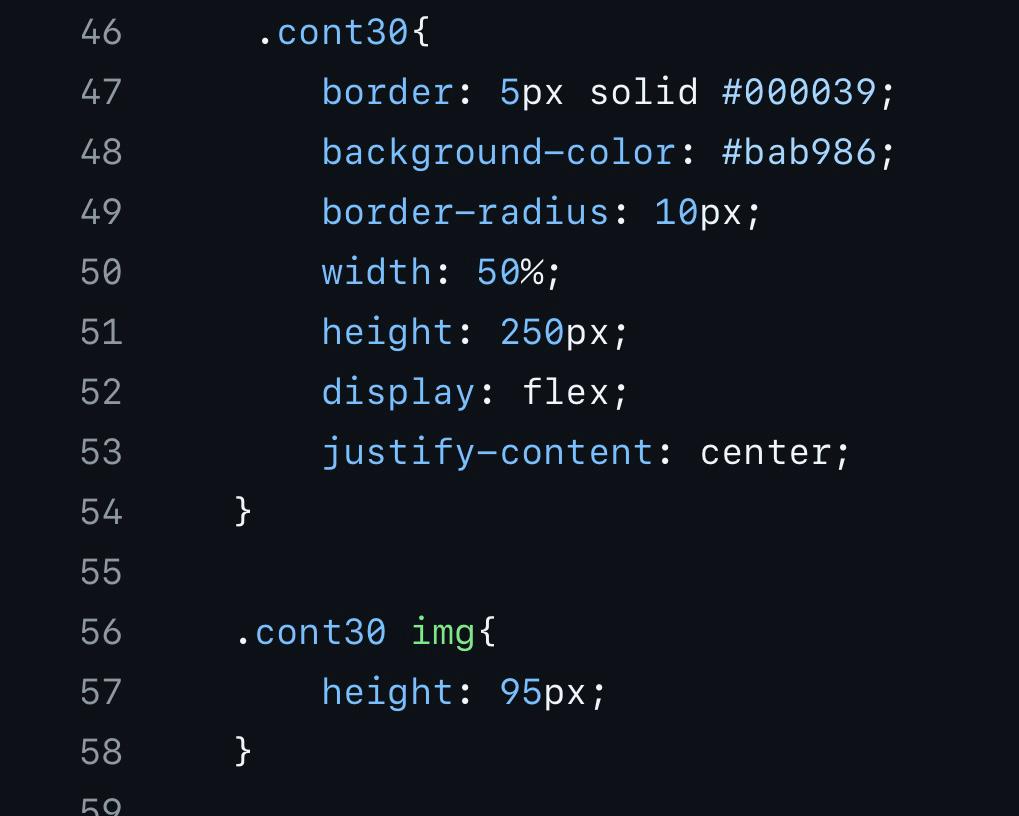 46 .cont30{
47 border: 5px solid #000039;
48 background-color: #bab986;
49 border-radius: 10px;
50 width: 50%;
51 height: 250px;
52 display: flex;
53 justify-content: center;
54 }
55
56 .cont30 img{
57 height: 95px;
58 }
59